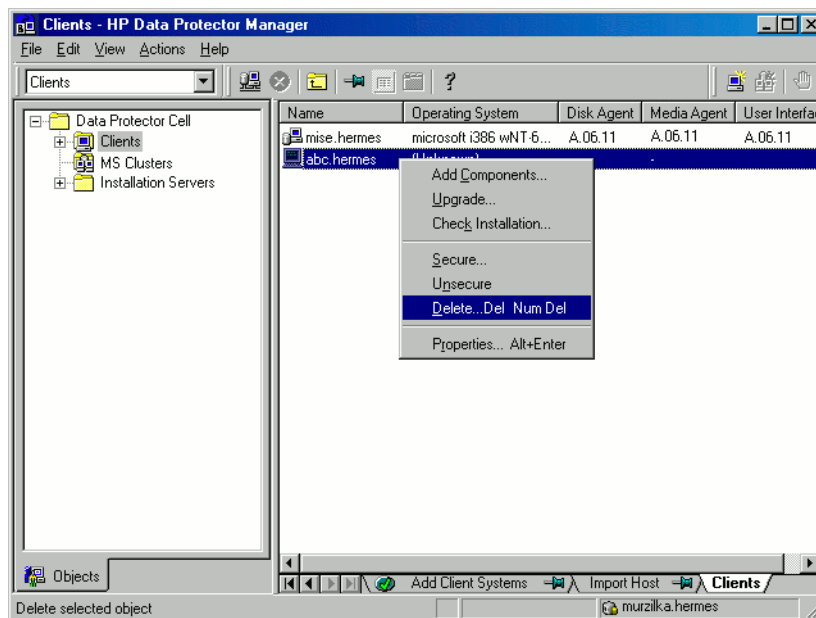 Clients - HP Data Protector Manager
File Edit View Actions Help
Clients
Data Protector Cell
Clients
MS Clusters
Installation Servers
Name Operating System Disk Agent Media Agent User Interfa
mise.hermes microsoft i386 wNT-6... A.06.11 A.06.11 A.06.11
abc.hermes -
Add Components...
Upgrade...
Check Installation...
Secure...
Unsecure
Delete...Del Num Del
Properties... Alt+Enter
Objects
Add Client Systems Import Host Clients
Delete selected object murzilka.hermes